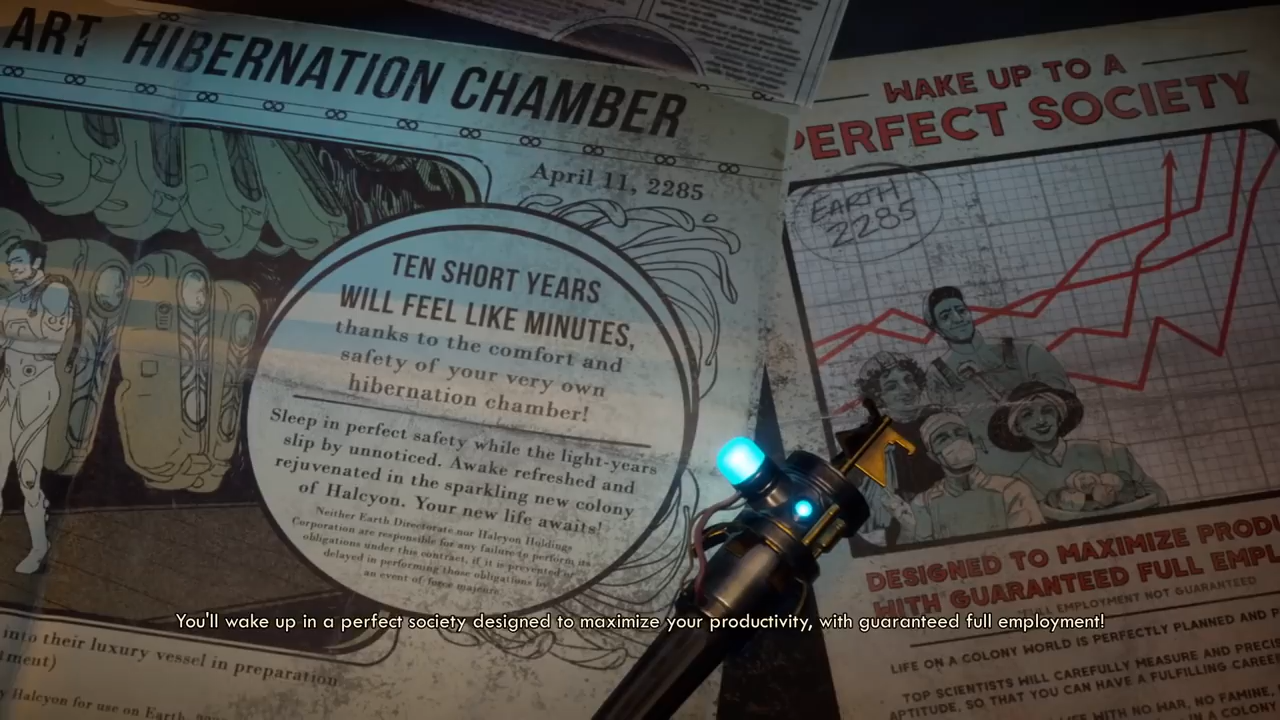 ART HIBERNATION CHAMBER
April 11, 2285
TEN SHORT YEARS
WILL FEEL LIKE MINUTES,
thanks to the comfort and
safety of your very own
hibernation chamber!
Sleep in perfect safety while the light-years
slip by unnoticed. Awake refreshed and
rejuvenated in the sparkling new colony
of Halcyon. Your new life awaits!
Neither Earth Directorate nor Halcyon Holdings
Corporation are responsible for any failure to perform its
obligations under this contract, if it is prevented or
delayed in performing those obligations by
an event of force majeure.
into their luxury vessel in preparation
tment)
y Halcyon for use on Earth,
WAKE UP TO A
PERFECT SOCIETY
EARTH
2285
DESIGNED TO MAXIMIZE PRODU
WITH GUARANTEED FULL EMPL
*FULL EMPLOYMENT NOT GUARANTEED
LIFE ON A COLONY WORLD IS PERFECTLY PLANNED AND
TOP SCIENTISTS WILL CAREFULLY MEASURE AND PRECISE
APTITUDE, SO THAT YOU CAN HAVE A FULFILLING CAREE
LIFE WITH NO WAR, NO FAMINE,
IN A COLONY
You'll wake up in a perfect society designed to maximize your productivity, with guaranteed full employment!